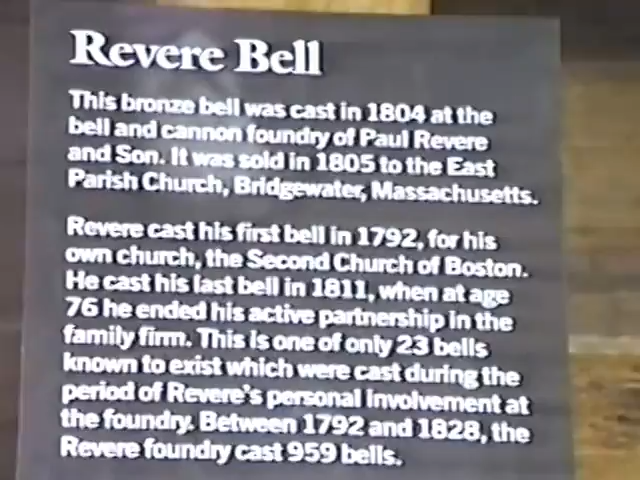 Revere Bell
This bronze bell was cast in 1804 at the
bell and cannon foundry of Paul Revere
and Son. It was sold in 1805 to the East
Parish Church, Bridgewater, Massachusetts.
Revere cast his first bell in 1792, for his
own church, the Second Church of Boston.
He cast his last bell in 1811, when at age
76 he ended his active partnership in the
family firm. This is one of only 23 bells
known to exist which were cast during the
period of Revere's personal involvement at
the foundry. Between 1792 and 1828, the
Revere foundry cast 959 bells.